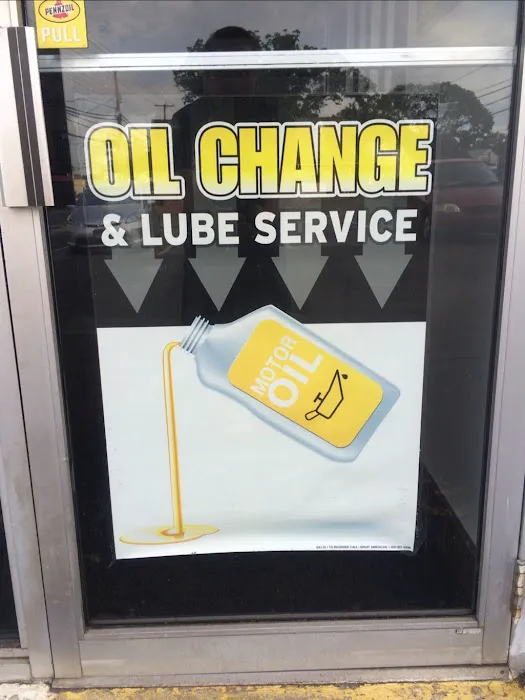 PENNZOIL
PULL
OIL CHANGE
& LUBE SERVICE
MOTOR
OIL